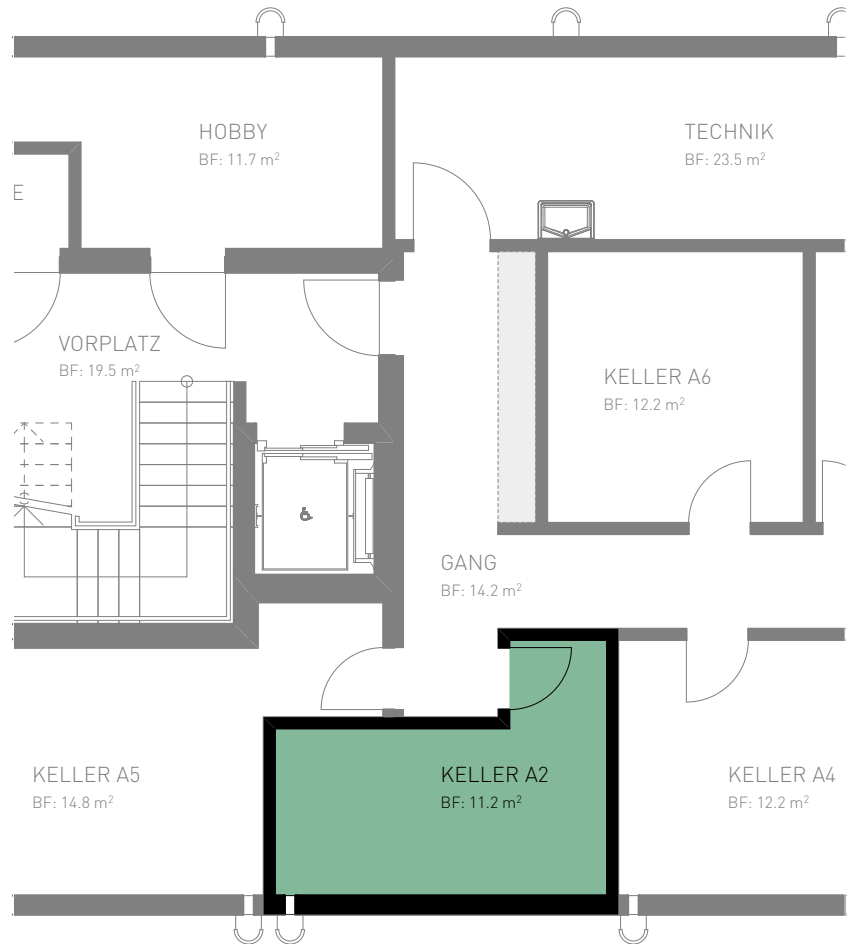 HOBBY
BF: 11.7 m²
TECHNIK
BF: 23.5 m²
E
VORPLATZ
BF: 19.5 m²
KELLER A6
BF: 12.2 m²
GANG
BF: 14.2 m²
KELLER A5
BF: 14.8 m²
KELLER A2
BF: 11.2 m²
KELLER A4
BF: 12.2 m²